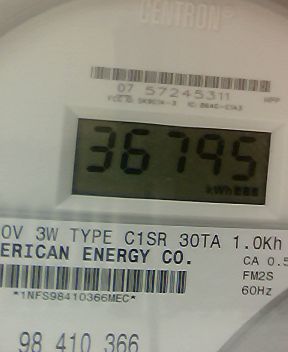 CENTRON®
07 57245311
36795
kWh
0V 3W TYPE C1SR 30TA 1.0Kh
ERICAN ENERGY CO.
CA 0.5
FM2S
60Hz
*1NFS98410366MEC*
98 410 366